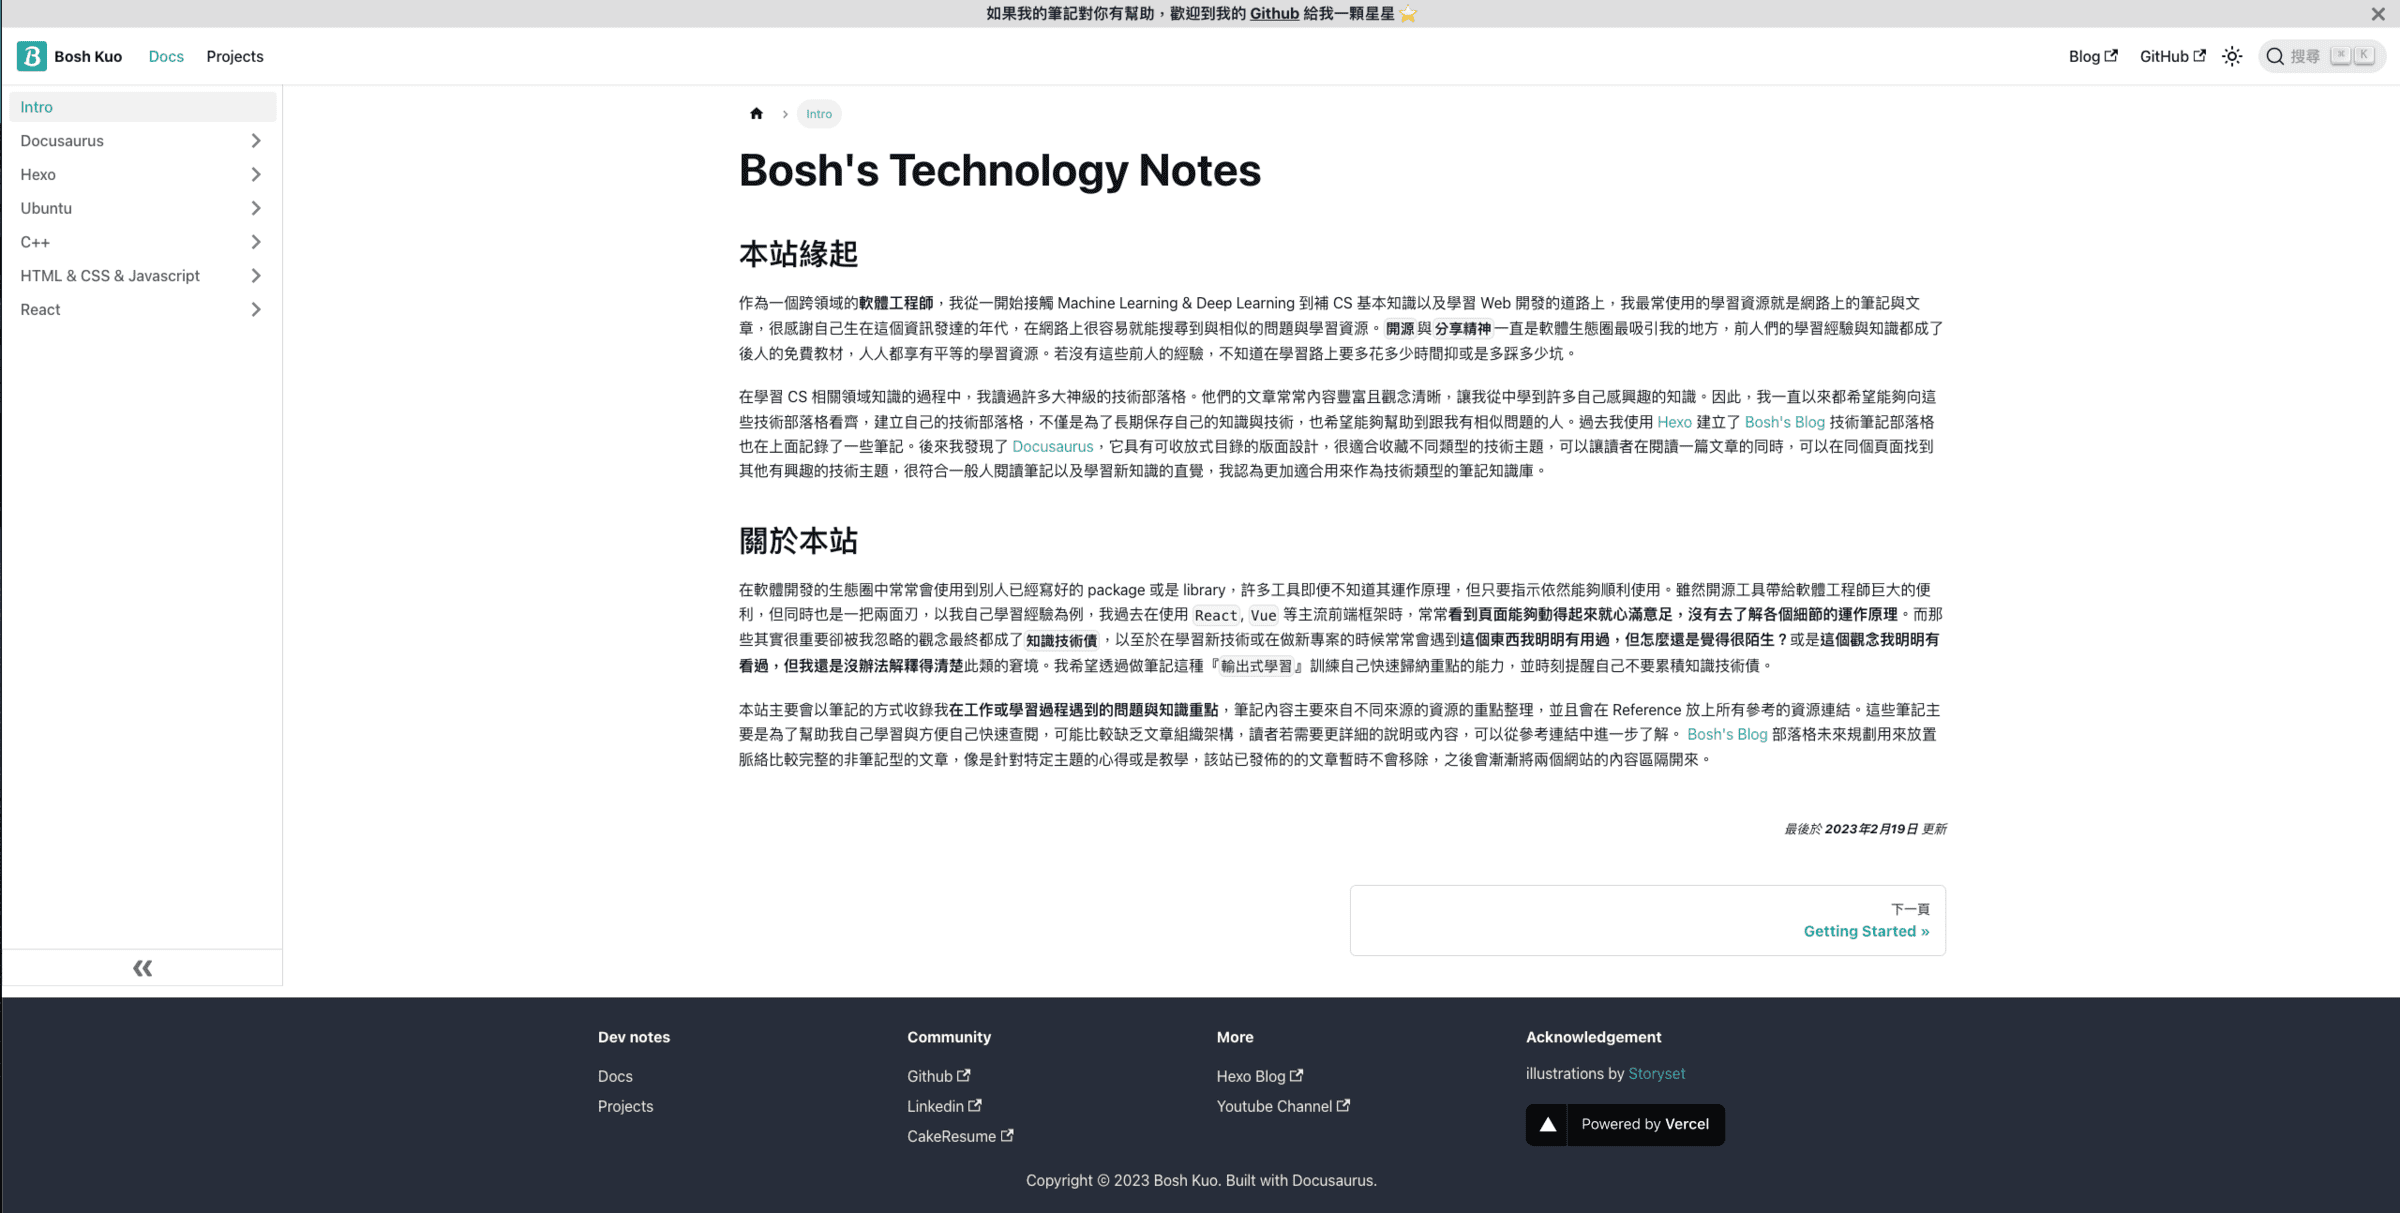 如果我的筆記對你有幫助，歡迎到我的 Github 給我一顆星星 ⭐
Bosh Kuo
Docs
Projects
Blog
GitHub
搜尋 ⌘ K
Intro
Docusaurus
Hexo
Ubuntu
C++
HTML & CSS & Javascript
React
Intro
Bosh's Technology Notes
本站緣起
作為一個跨領域的軟體工程師，我從一開始接觸 Machine Learning & Deep Learning 到補 CS 基本知識以及學習 Web 開發的道路上，我最常使用的學習資源就是網路上的筆記與文
章，很感謝自己生在這個資訊發達的年代，在網路上很容易就能搜尋到與相似的問題與學習資源。開源與分享精神一直是軟體生態圈最吸引我的地方，前人們的學習經驗與知識都成了
後人的免費教材，人人都享有平等的學習資源。若沒有這些前人的經驗，不知道在學習路上要多花多少時間抑或是多踩多少坑。
在學習 CS 相關領域知識的過程中，我讀過許多大神級的技術部落格。他們的文章常常內容豐富且觀念清晰，讓我從中學到許多自己感興趣的知識。因此，我一直以來都希望能夠向這
些技術部落格看齊，建立自己的技術部落格，不僅是為了長期保存自己的知識與技術，也希望能夠幫助到跟我有相似問題的人。過去我使用 Hexo 建立了 Bosh's Blog 技術筆記部落格
也在上面記錄了一些筆記。後來我發現了 Docusaurus，它具有可收放式目錄的版面設計，很適合收藏不同類型的技術主題，可以讓讀者在閱讀一篇文章的同時，可以在同個頁面找到
其他有興趣的技術主題，很符合一般人閱讀筆記以及學習新知識的直覺，我認為更加適合用來作為技術類型的筆記知識庫。
關於本站
在軟體開發的生態圈中常常會使用到別人已經寫好的 package 或是 library，許多工具即便不知道其運作原理，但只要指示依然能夠順利使用。雖然開源工具帶給軟體工程師巨大的便
利，但同時也是一把兩面刃，以我自己學習經驗為例，我過去在使用 React, Vue 等主流前端框架時，常常看到頁面能夠動得起來就心滿意足，沒有去了解各個細節的運作原理。而那
些其實很重要卻被我忽略的觀念最終都成了知識技術債，以至於在學習新技術或在做新專案的時候常常會遇到這個東西我明明有用過，但怎麼還是覺得很陌生？或是這個觀念我明明有
看過，但我還是沒辦法解釋得清楚此類的窘境。我希望透過做筆記這種『輸出式學習』訓練自己快速歸納重點的能力，並時刻提醒自己不要累積知識技術債。
本站主要會以筆記的方式收錄我在工作或學習過程遇到的問題與知識重點，筆記內容主要來自不同來源的資源的重點整理，並且會在 Reference 放上所有參考的資源連結。這些筆記主
要是為了幫助我自己學習與方便自己快速查閱，可能比較缺乏文章組織架構，讀者若需要更詳細的說明或內容，可以從參考連結中進一步了解。 Bosh's Blog 部落格未來規劃用來放置
脈絡比較完整的非筆記型的文章，像是針對特定主題的心得或是教學，該站已發佈的的文章暫時不會移除，之後會漸漸將兩個網站的內容區隔開來。
最後於 2023年2月19日 更新
下一頁
Getting Started »
Dev notes
Docs
Projects
Community
Github
Linkedin
CakeResume
More
Hexo Blog
Youtube Channel
Acknowledgement
illustrations by Storyset
Powered by Vercel
Copyright © 2023 Bosh Kuo. Built with Docusaurus.